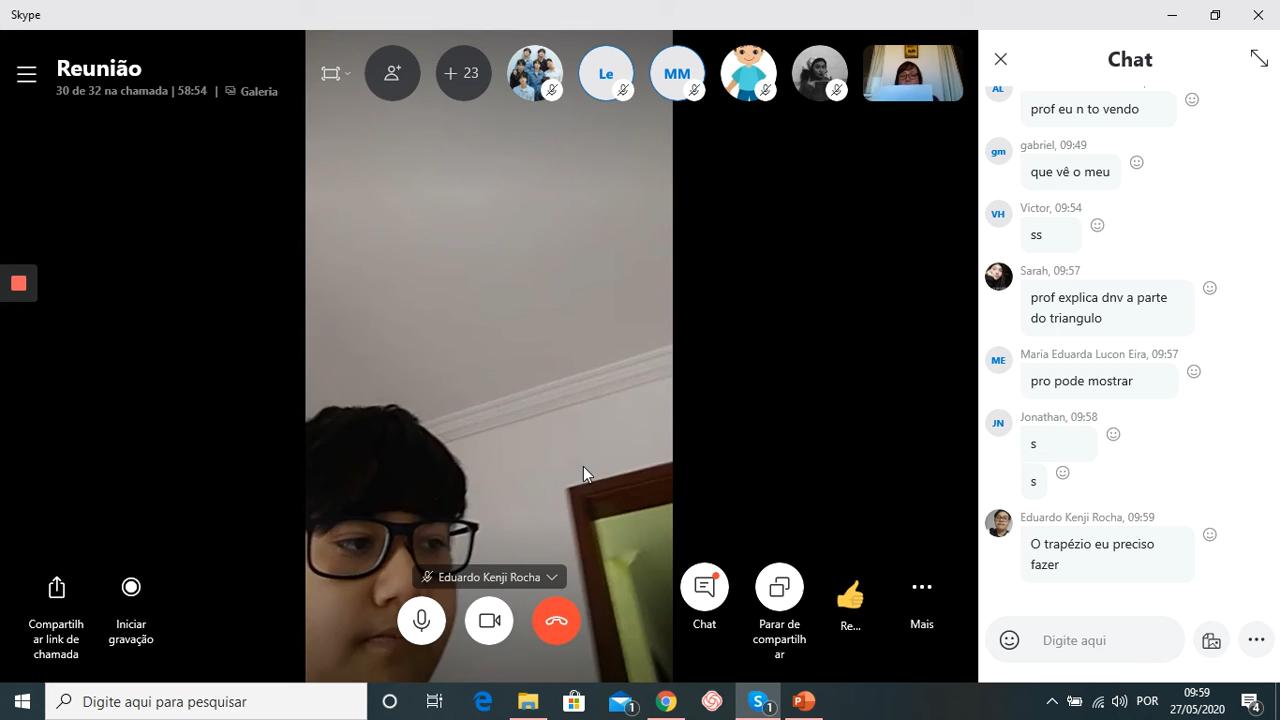 Skype
Reunião
30 de 32 na chamada | 58:54 | Galeria
+ 23
Le
MM
Chat
AL
prof eu n to vendo
gm
gabriel, 09:49
que vê o meu
VH
Victor, 09:54
ss
Sarah, 09:57
prof explica dnv a parte
do triangulo
ME
Maria Eduarda Lucon Eira, 09:57
pro pode mostrar
JN
Jonathan, 09:58
s
s
Eduardo Kenji Rocha, 09:59
O trapézio eu preciso
fazer
Digite aqui
Eduardo Kenji Rocha
Compartilh
ar link de
chamada
Iniciar
gravação
Chat
Parar de
compartilh
ar
Re...
Mais
Digite aqui para pesquisar
1
1
POR
09:59
27/05/2020
4